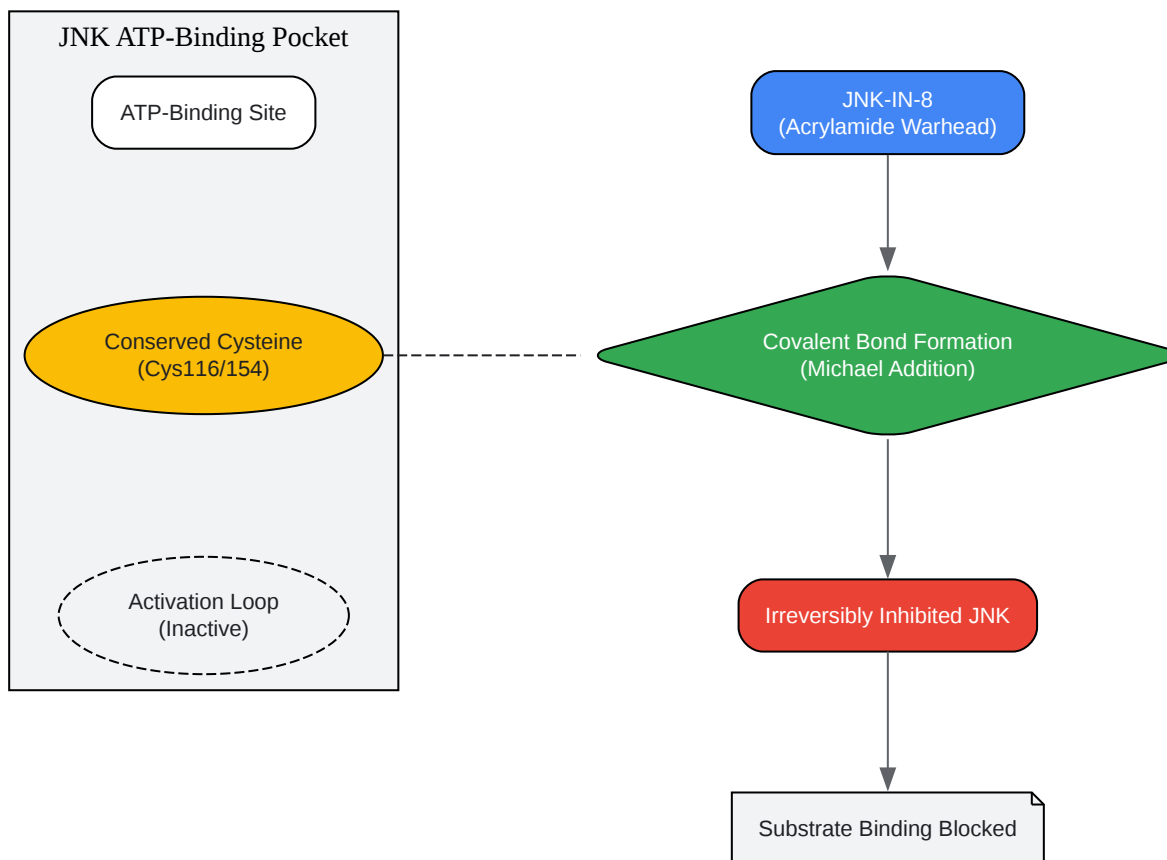 JNK ATP-Binding Pocket
ATP-Binding Site
Conserved Cysteine
(Cys116/154)
Activation Loop
(Inactive)
JNK-IN-8
(Acrylamide Warhead)
Covalent Bond Formation
(Michael Addition)
Irreversibly Inhibited JNK
Substrate Binding Blocked